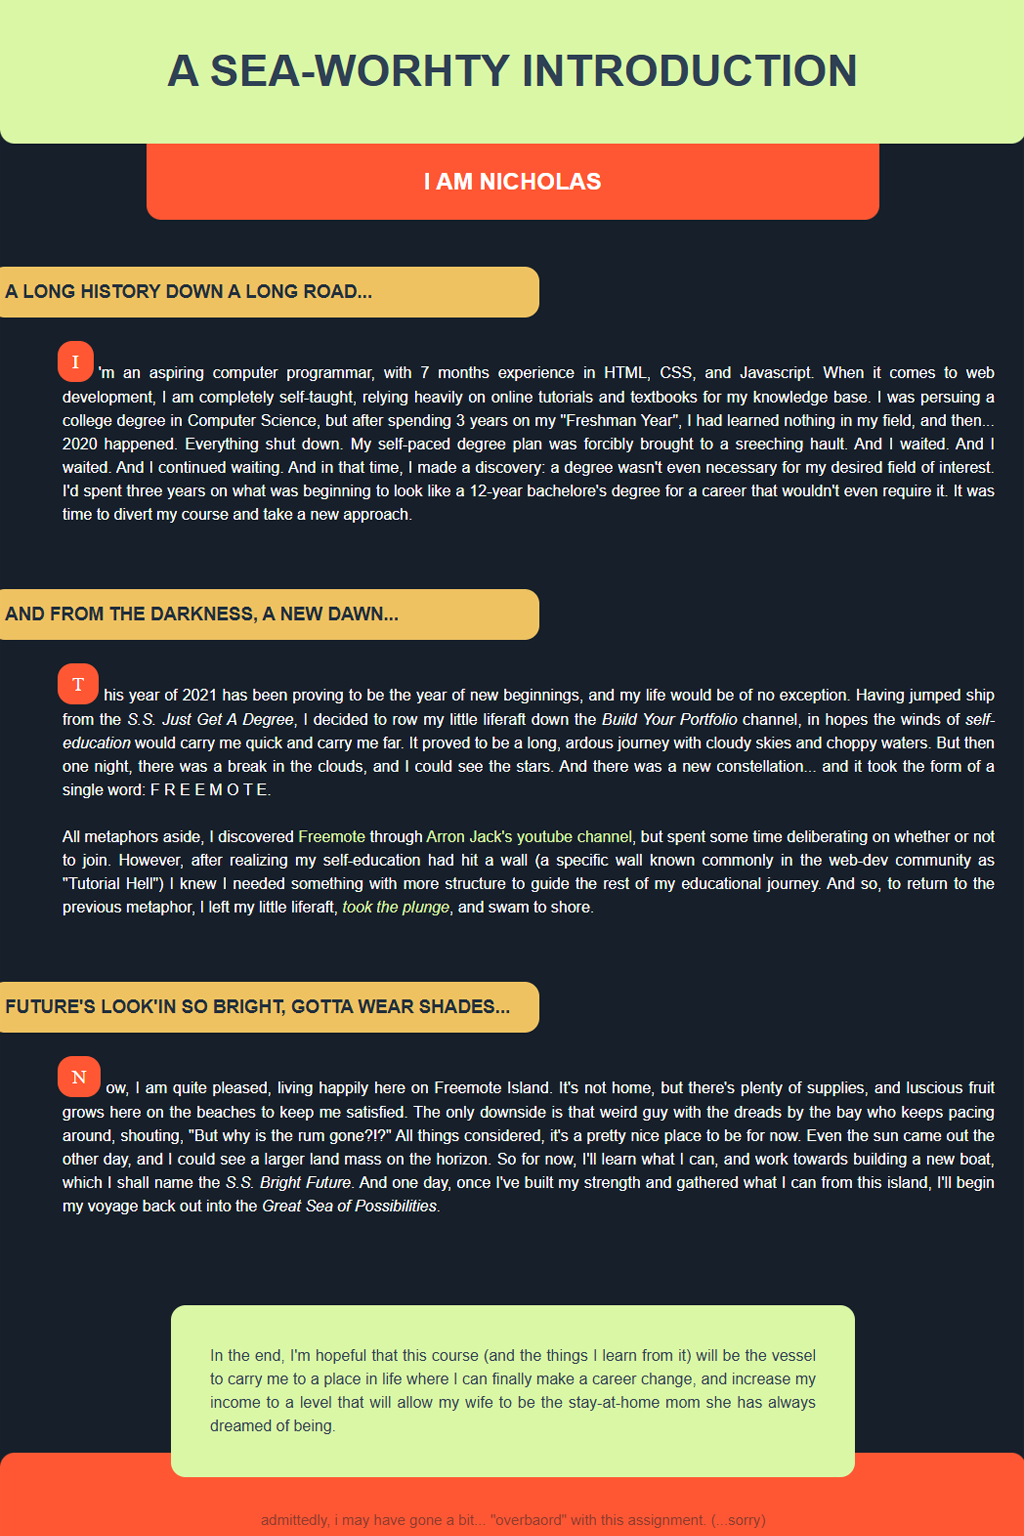 A SEA-WORHTY INTRODUCTION
I AM NICHOLAS
A LONG HISTORY DOWN A LONG ROAD...
I'm an aspiring computer programmar, with 7 months experience in HTML, CSS, and Javascript. When it comes to web
development, I am completely self-taught, relying heavily on online tutorials and textbooks for my knowledge base. I was persuing a
college degree in Computer Science, but after spending 3 years on my "Freshman Year", I had learned nothing in my field, and then...
2020 happened. Everything shut down. My self-paced degree plan was forcibly brought to a sreeching hault. And I waited. And I
waited. And I continued waiting. And in that time, I made a discovery: a degree wasn't even necessary for my desired field of interest.
I'd spent three years on what was beginning to look like a 12-year bachelore's degree for a career that wouldn't even require it. It was
time to divert my course and take a new approach.
AND FROM THE DARKNESS, A NEW DAWN...
This year of 2021 has been proving to be the year of new beginnings, and my life would be of no exception. Having jumped ship
from the S.S. Just Get A Degree, I decided to row my little liferaft down the Build Your Portfolio channel, in hopes the winds of self-
education would carry me quick and carry me far. It proved to be a long, ardous journey with cloudy skies and choppy waters. But then
one night, there was a break in the clouds, and I could see the stars. And there was a new constellation... and it took the form of a
single word: F R E E M O T E.
All metaphors aside, I discovered Freemote through Arron Jack's youtube channel, but spent some time deliberating on whether or not
to join. However, after realizing my self-education had hit a wall (a specific wall known commonly in the web-dev community as
"Tutorial Hell") I knew I needed something with more structure to guide the rest of my educational journey. And so, to return to the
previous metaphor, I left my little liferaft, took the plunge, and swam to shore.
FUTURE'S LOOK'IN SO BRIGHT, GOTTA WEAR SHADES...
Now, I am quite pleased, living happily here on Freemote Island. It's not home, but there's plenty of supplies, and luscious fruit
grows here on the beaches to keep me satisfied. The only downside is that weird guy with the dreads by the bay who keeps pacing
around, shouting, "But why is the rum gone?!?" All things considered, it's a pretty nice place to be for now. Even the sun came out the
other day, and I could see a larger land mass on the horizon. So for now, I'll learn what I can, and work towards building a new boat,
which I shall name the S.S. Bright Future. And one day, once I've built my strength and gathered what I can from this island, I'll begin
my voyage back out into the Great Sea of Possibilities.
In the end, I'm hopeful that this course (and the things I learn from it) will be the vessel
to carry me to a place in life where I can finally make a career change, and increase my
income to a level that will allow my wife to be the stay-at-home mom she has always
dreamed of being.
admittedly, i may have gone a bit... "overbaord" with this assignment. (...sorry)